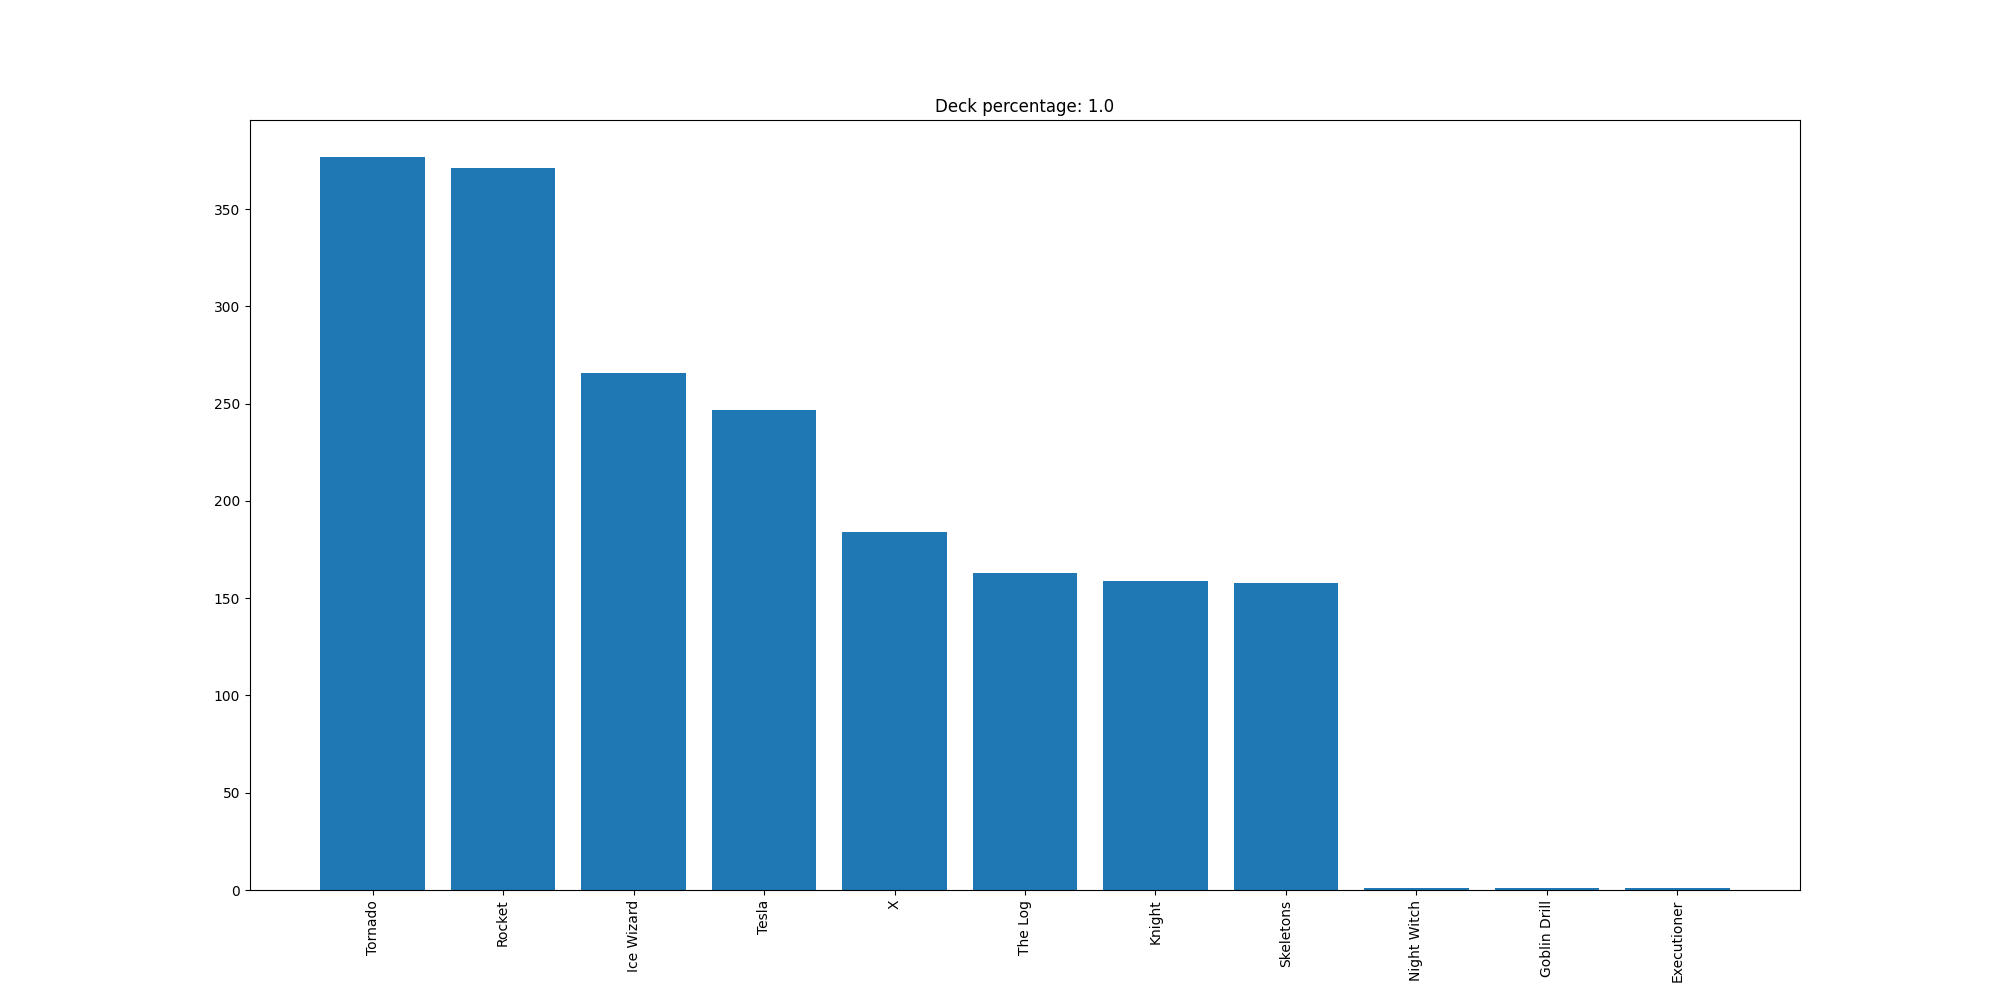 Deck percentage: 1.0
350
300
250
200
150
100
50
0
Tornado
Rocket
Ice Wizard
Tesla
X
The Log
Knight
Skeletons
Night Witch
Goblin Drill
Executioner